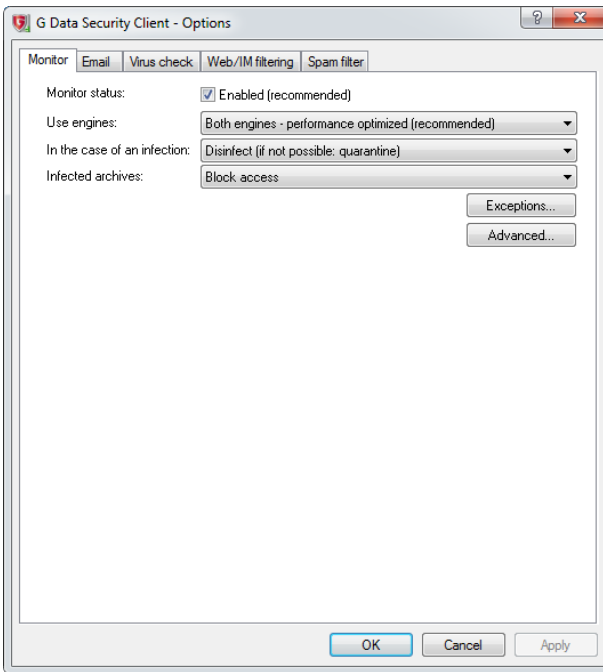 G Data Security Client - Options
Monitor Email Virus check Web/IM filtering Spam filter
Monitor status: Enabled (recommended)
Use engines: Both engines - performance optimized (recommended)
In the case of an infection: Disinfect (if not possible: quarantine)
Infected archives: Block access
Exceptions...
Advanced...
OK Cancel Apply